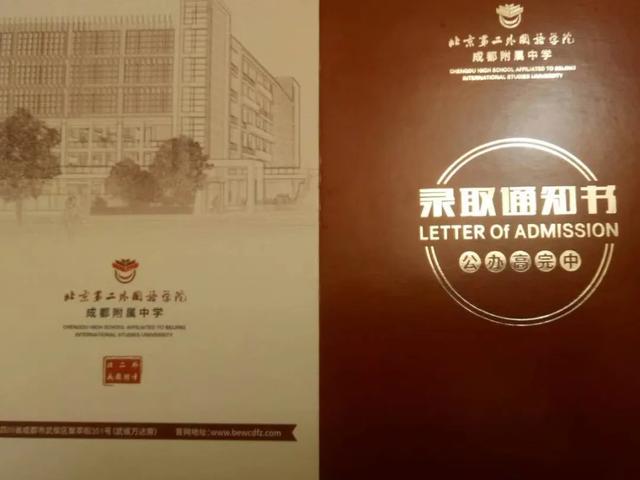 北京第二外国语学院
成都附属中学
CHENGDU HIGH SCHOOL AFFILIATED TO BEIJING
INTERNATIONAL STUDIES UNIVERSITY
四川省成都市武侯区聚萃街351号(武侯万达旁) 官网地址:www.bewcdfz.com
北京第二外国语学院
成都附属中学
CHENGDU HIGH SCHOOL AFFILIATED TO BEIJING
INTERNATIONAL STUDIES UNIVERSITY
录取通知书
LETTER Of ADMISSION
公办高完中